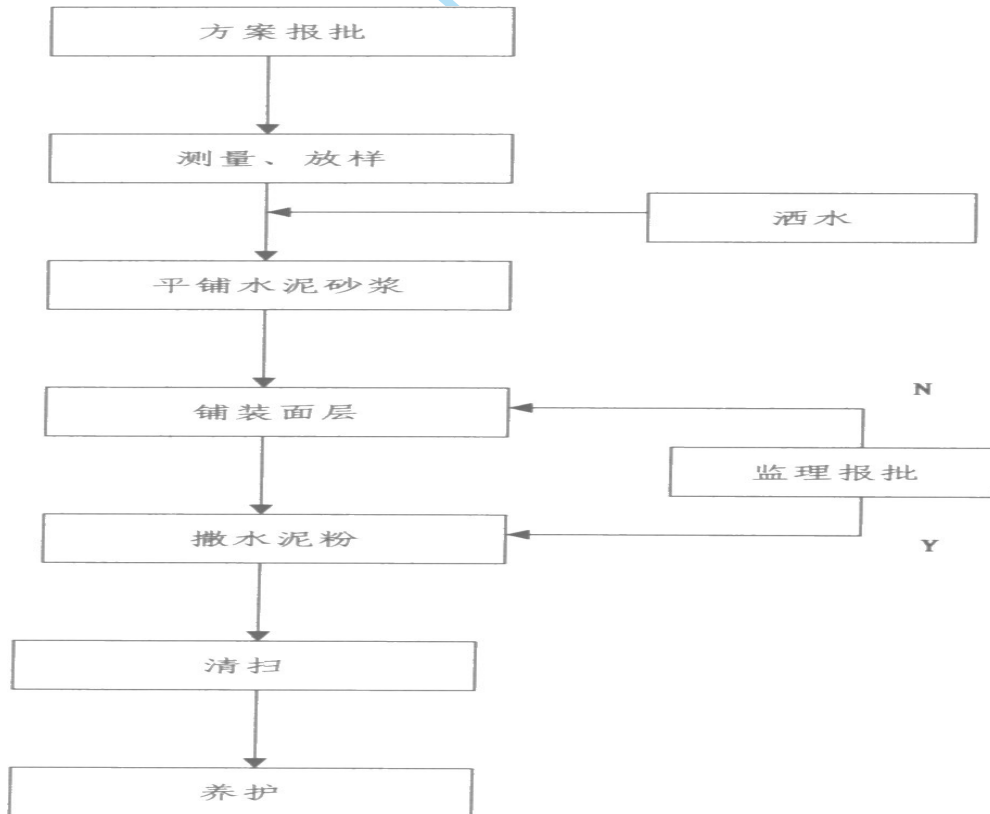 方案报批
测量、放样
洒水
平铺水泥砂浆
铺装面层
N
监理报批
撒水泥粉
Y
清扫
养护